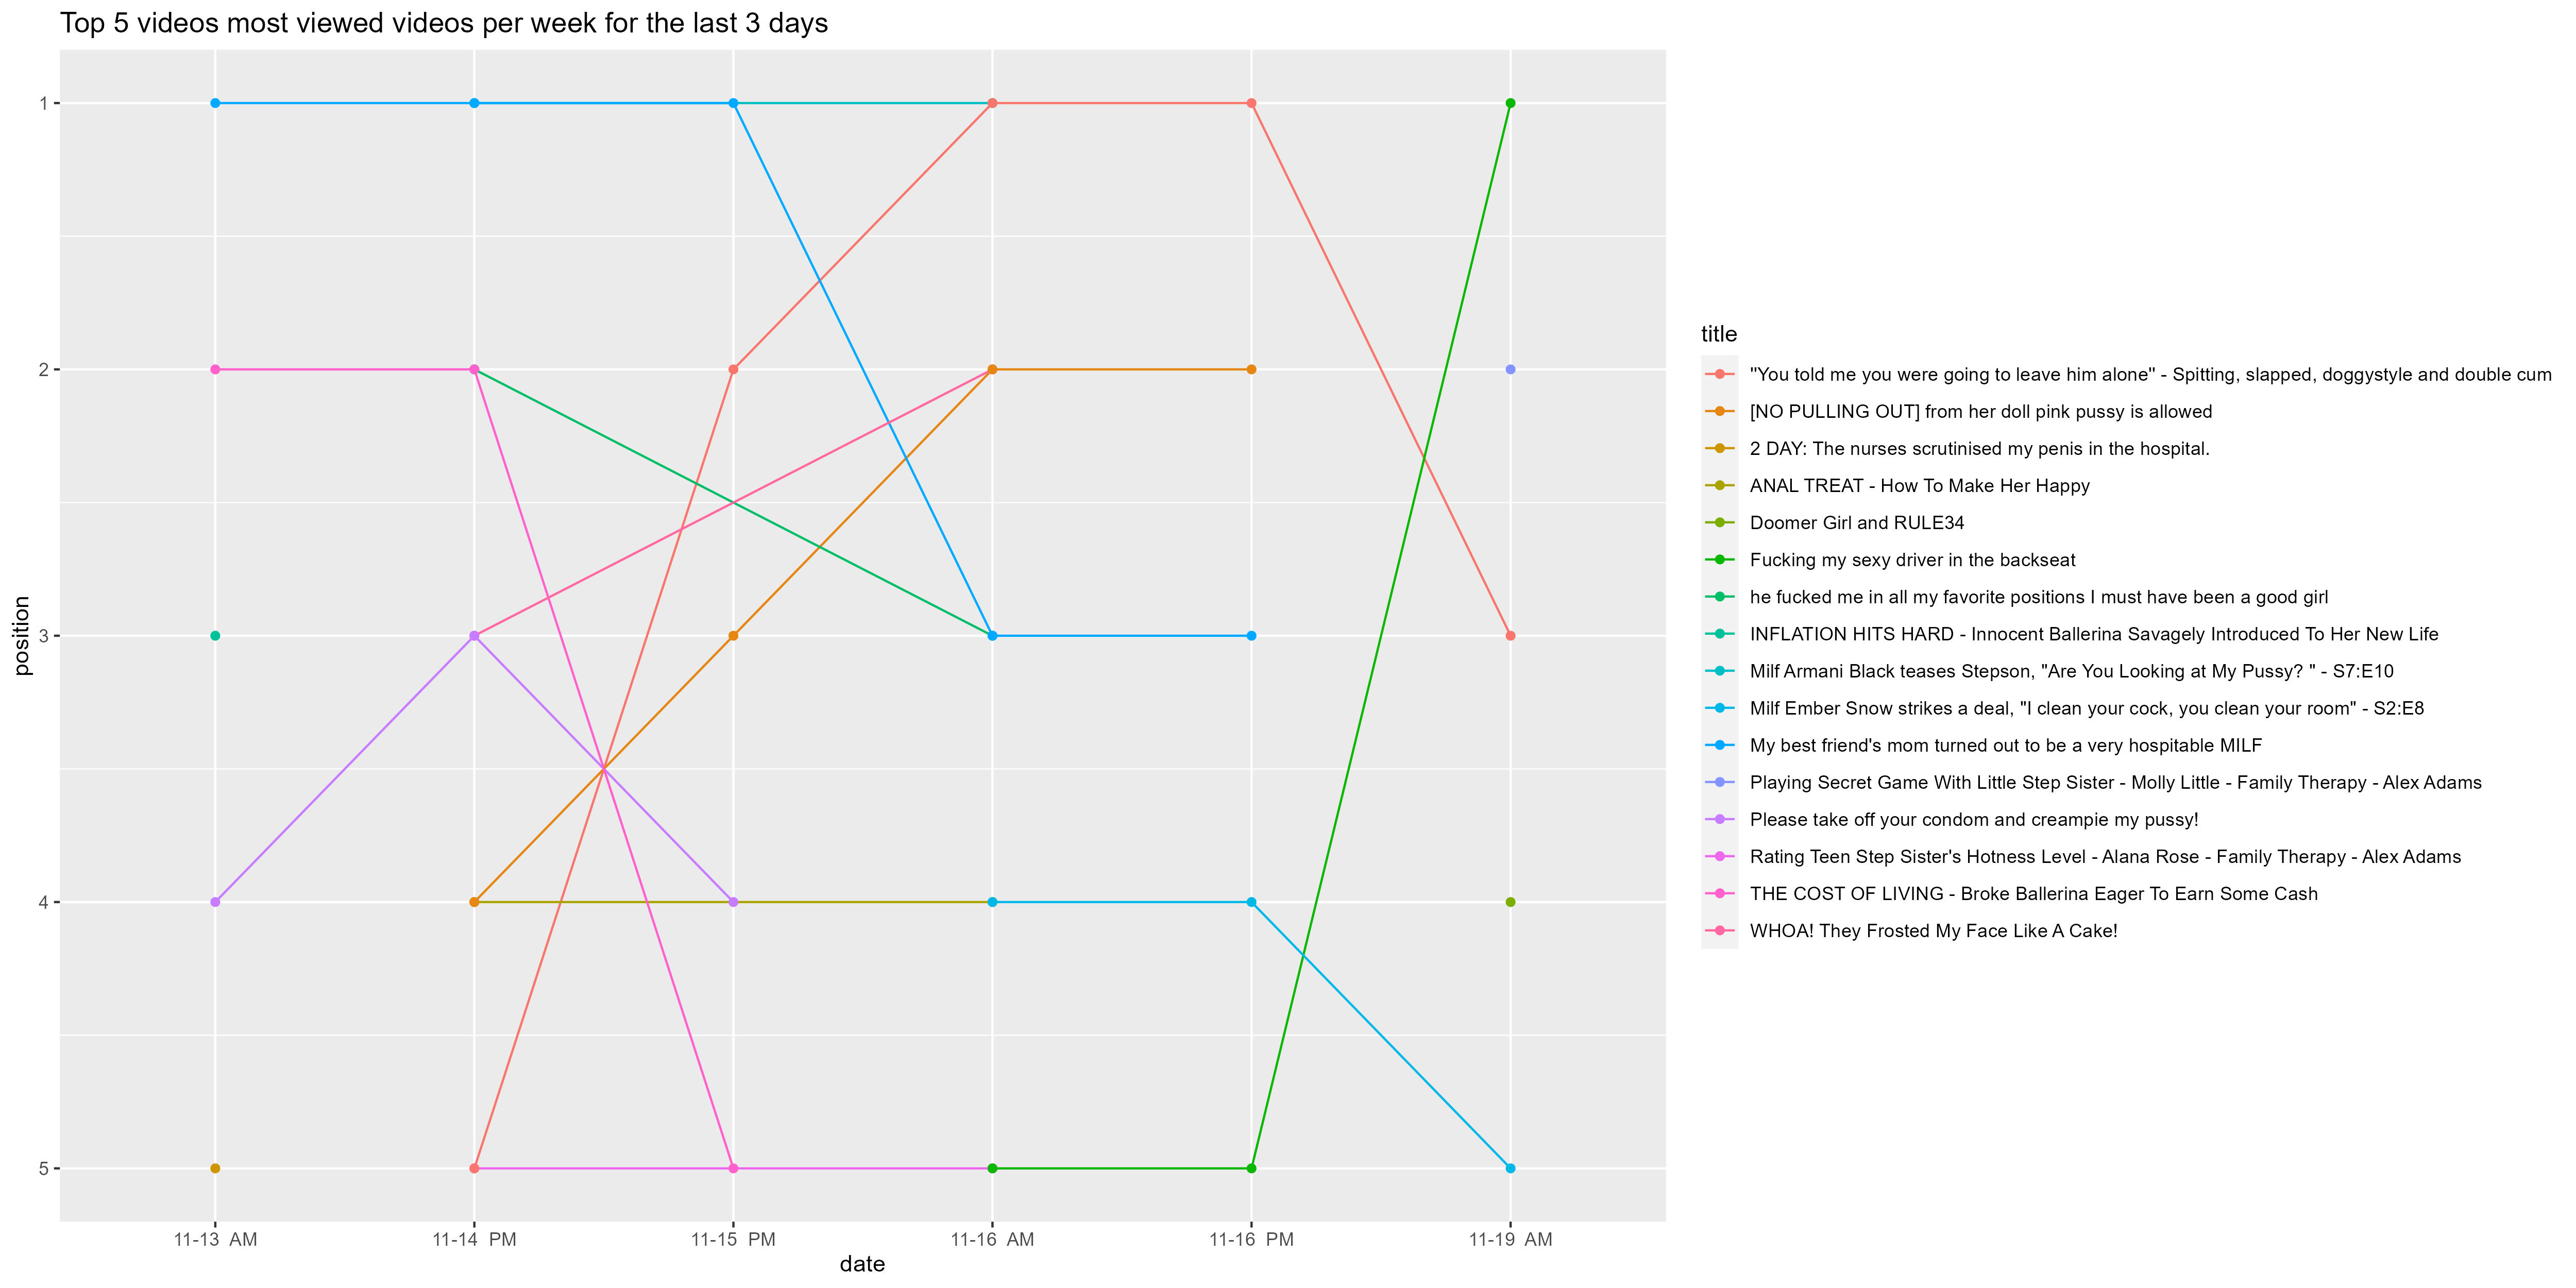 Top 5 videos most viewed videos per week for the last 3 days
position
1
2
3
4
5
11-13 AM
11-14 PM
11-15 PM
11-16 AM
11-16 PM
11-19 AM
date
title
"You told me you were going to leave him alone" - Spitting, slapped, doggystyle and double cum
[NO PULLING OUT] from her doll pink pussy is allowed
2 DAY: The nurses scrutinised my penis in the hospital.
ANAL TREAT - How To Make Her Happy
Doomer Girl and RULE34
Fucking my sexy driver in the backseat
he fucked me in all my favorite positions I must have been a good girl
INFLATION HITS HARD - Innocent Ballerina Savagely Introduced To Her New Life
Milf Armani Black teases Stepson, "Are You Looking at My Pussy? " - S7:E10
Milf Ember Snow strikes a deal, "I clean your cock, you clean your room" - S2:E8
My best friend's mom turned out to be a very hospitable MILF
Playing Secret Game With Little Step Sister - Molly Little - Family Therapy - Alex Adams
Please take off your condom and creampie my pussy!
Rating Teen Step Sister's Hotness Level - Alana Rose - Family Therapy - Alex Adams
THE COST OF LIVING - Broke Ballerina Eager To Earn Some Cash
WHOA! They Frosted My Face Like A Cake!